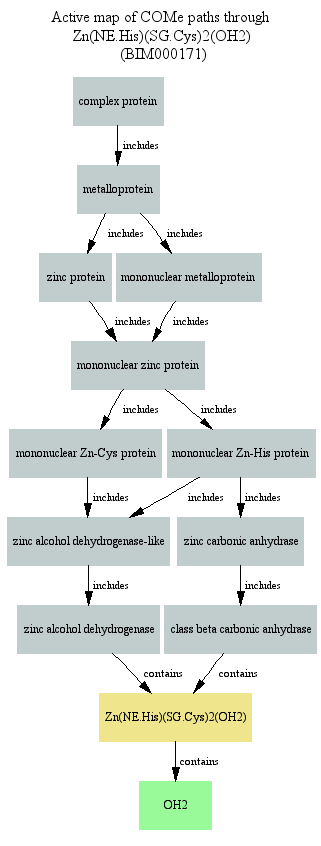 Active map of COMe paths through
Zn(NE.His)(SG.Cys)2(OH2)
(BIM000171)
complex protein
includes
metalloprotein
includes includes
zinc protein mononuclear metalloprotein
includes includes
mononuclear zinc protein
includes includes
mononuclear Zn-Cys protein mononuclear Zn-His protein
includes includes includes
zinc alcohol dehydrogenase-like zinc carbonic anhydrase
includes includes
zinc alcohol dehydrogenase class beta carbonic anhydrase
contains contains
Zn(NE.His)(SG.Cys)2(OH2)
contains
OH2